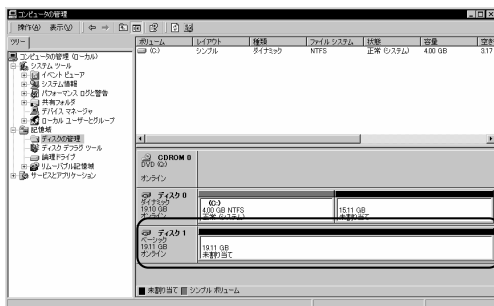 コンピュータの管理
操作(A) 表示(V)
ツリー
コンピュータの管理 (ローカル)
システム ツール
イベント ビューア
システム情報
パフォーマンス ログと警告
共有フォルダ
デバイス マネージャ
ローカル ユーザーとグループ
記憶域
ディスクの管理
ディスク デフラグ ツール
論理ドライブ
リムーバブル記憶域
サービスとアプリケーション
ボリューム レイアウト 種類 ファイル システム 状態 容量 空き
(C:) シンプル ダイナミック NTFS 正常 (システム) 4.00 GB 3.17
CDROM 0
DVD (Q:)
オンライン
ディスク 0
ダイナミック
19.10 GB
オンライン
(C:)
4.00 GB NTFS
正常 (システム)
15.11 GB
未割り当て
ディスク 1
ベーシック
19.11 GB
オンライン
19.11 GB
未割り当て
未割り当て シンプル ボリューム